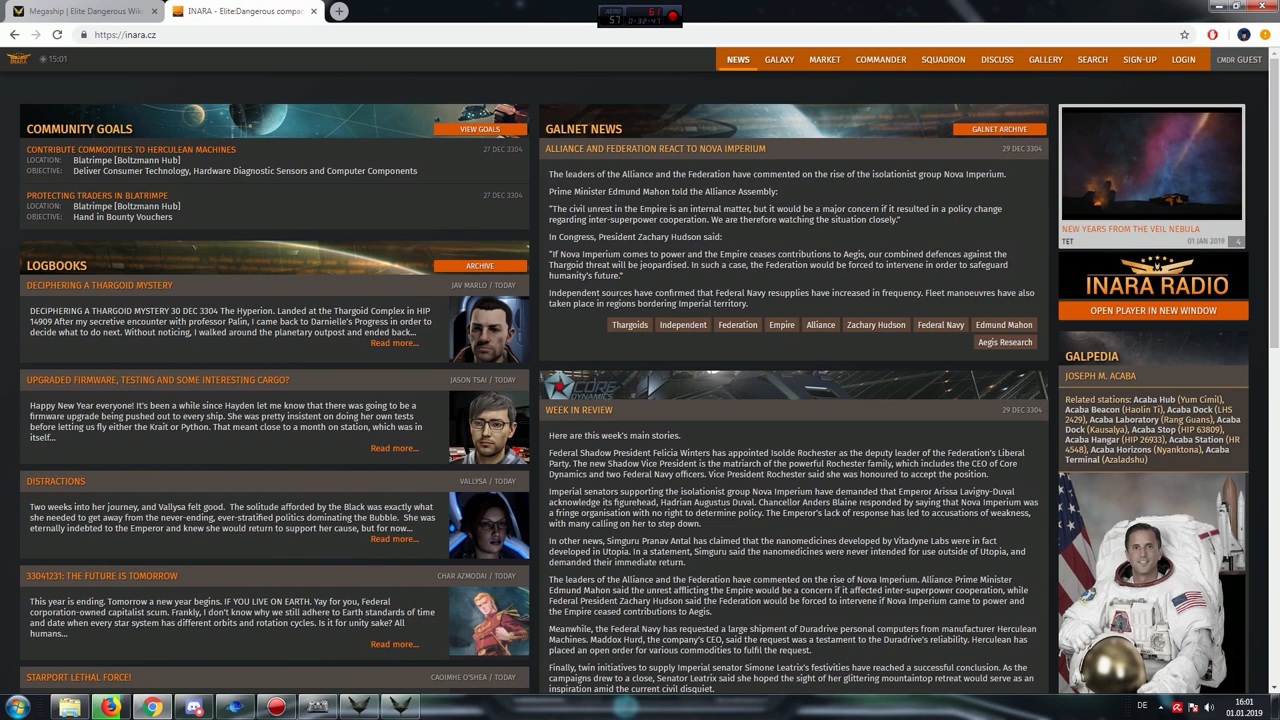 Megaship | Elite Dangerous Wiki
INARA - Elite:Dangerous compan
61
57
0:32:47
https://inara.cz
INARA
15:01
NEWS
GALAXY
MARKET
COMMANDER
SQUADRON
DISCUSS
GALLERY
SEARCH
SIGN-UP
LOGIN
CMDR GUEST
COMMUNITY GOALS
VIEW GOALS
CONTRIBUTE COMMODITIES TO HERCULEAN MACHINES
27 DEC 3304
LOCATION: Blatrimpe [Boltzmann Hub]
OBJECTIVE: Deliver Consumer Technology, Hardware Diagnostic Sensors and Computer Components
PROTECTING TRADERS IN BLATRIMPE
27 DEC 3304
LOCATION: Blatrimpe [Boltzmann Hub]
OBJECTIVE: Hand in Bounty Vouchers
LOGBOOKS
ARCHIVE
DECIPHERING A THARGOID MYSTERY
JAV MARLO / TODAY
DECIPHERING A THARGOID MYSTERY 30 DEC 3304 The Hyperion. Landed at the Thargoid Complex in HIP
14909 After my secretive encounter with professor Palin, I came back to Darnielle's Progress in order to
decide what to do next. Without noticing, I walked around the planetary outpost and ended back...
Read more...
UPGRADED FIRMWARE, TESTING AND SOME INTERESTING CARGO?
JASON TSAI / TODAY
Happy New Year everyone! It's been a while since Hayden let me know that there was going to be a
firmware upgrade being pushed out to every ship. She was pretty insistent on doing her own tests
before letting us fly either the Krait or Python. That meant close to a month on station, which was in
itself...
Read more...
DISTRACTIONS
VALLYSA / TODAY
Two weeks into her journey, and Vallysa felt good. The solitude afforded by the Black was exactly what
she needed to get away from the never-ending, ever-stratified politics dominating the Bubble. She was
eternally indebted to the Emperor and knew she would return to support her cause, but for now...
Read more...
33041231: THE FUTURE IS TOMORROW
CHAR AZMODAI / TODAY
This year is ending. Tomorrow a new year begins. IF YOU LIVE ON EARTH. Yay for you, Federal
corporation-owned capitalist scum. Frankly, I don't know why we still adhere to Earth standards of time
and date when every star system has different orbits and rotation cycles. Is it for unity sake? All
humans...
Read more...
STARPORT LETHAL FORCE!
CAOIMHE O'SHEA / TODAY
GALNET NEWS
GALNET ARCHIVE
ALLIANCE AND FEDERATION REACT TO NOVA IMPERIUM
29 DEC 3304
The leaders of the Alliance and the Federation have commented on the rise of the isolationist group Nova Imperium.
Prime Minister Edmund Mahon told the Alliance Assembly:
“The civil unrest in the Empire is an internal matter, but it would be a major concern if it resulted in a policy change
regarding inter-superpower cooperation. We are therefore watching the situation closely.”
In Congress, President Zachary Hudson said:
“If Nova Imperium comes to power and the Empire ceases contributions to Aegis, our combined defences against the
Thargoid threat will be jeopardised. In such a case, the Federation would be forced to intervene in order to safeguard
humanity's future.”
Independent sources have confirmed that Federal Navy resupplies have increased in frequency. Fleet manoeuvres have also
taken place in regions bordering Imperial territory.
Thargoids Independent Federation Empire Alliance Zachary Hudson Federal Navy Edmund Mahon
Aegis Research
CORE
DYNAMICS
WEEK IN REVIEW
29 DEC 3304
Here are this week's main stories.
Federal Shadow President Felicia Winters has appointed Isolde Rochester as the deputy leader of the Federation's Liberal
Party. The new Shadow Vice President is the matriarch of the powerful Rochester family, which includes the CEO of Core
Dynamics and two Federal Navy officers. Vice President Rochester said she was honoured to accept the position.
Imperial senators supporting the isolationist group Nova Imperium have demanded that Emperor Arissa Lavigny-Duval
acknowledge its figurehead, Hadrian Augustus Duval. Chancellor Anders Blaine responded by saying that Nova Imperium was
a fringe organisation with no right to determine policy. The Emperor's lack of response has led to accusations of weakness,
with many calling on her to step down.
In other news, Simguru Pranav Antal has claimed that the nanomedicines developed by Vitadyne Labs were in fact
developed in Utopia. In a statement, Simguru said the nanomedicines were never intended for use outside of Utopia, and
demanded their immediate return.
The leaders of the Alliance and the Federation have commented on the rise of Nova Imperium. Alliance Prime Minister
Edmund Mahon said the unrest afflicting the Empire would be a concern if it affected inter-superpower cooperation, while
Federal President Zachary Hudson said the Federation would be forced to intervene if Nova Imperium came to power and
the Empire ceased contributions to Aegis.
Meanwhile, the Federal Navy has requested a large shipment of Duradrive personal computers from manufacturer Herculean
Machines. Maddox Hurd, the company's CEO, said the request was a testament to the Duradrive's reliability. Herculean has
placed an open order for various commodities to fulfil the request.
Finally, twin initiatives to supply Imperial senator Simone Leatrix's festivities have reached a successful conclusion. As the
campaigns drew to a close, Senator Leatrix said she hoped the sight of her glittering mountaintop retreat would serve as an
inspiration amid the current civil disquiet.
NEW YEARS FROM THE VEIL NEBULA
TET
01 JAN 2019
4
INARA RADIO
OPEN PLAYER IN NEW WINDOW
GALPEDIA
JOSEPH M. ACABA
Related stations: Acaba Hub (Yum Cimil),
Acaba Beacon (Haolin Ti), Acaba Dock (LHS
2429), Acaba Laboratory (Rang Guans), Acaba
Dock (Kausalya), Acaba Stop (HIP 63809),
Acaba Hangar (HIP 26933), Acaba Station (HR
4548), Acaba Horizons (Nyanktona), Acaba
Terminal (Azaladshu)
DE
16:01
01.01.2019